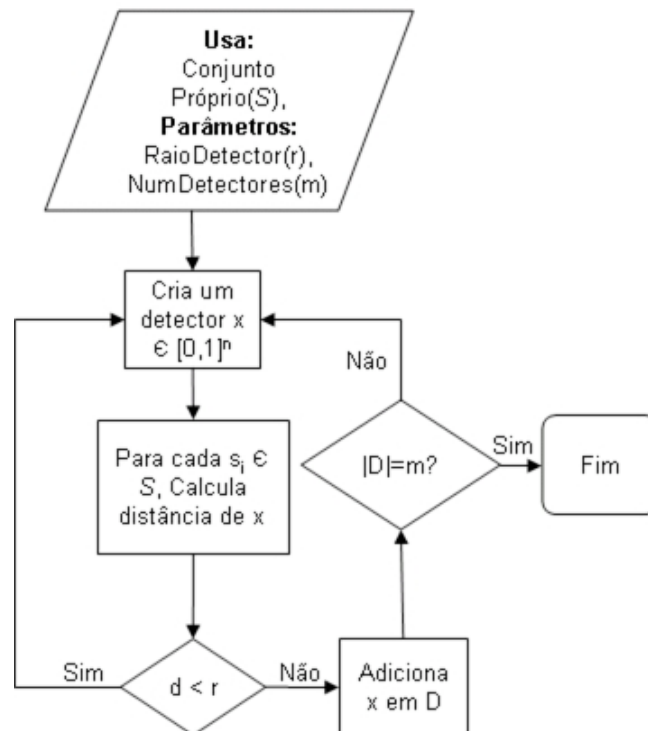 Usa:
Conjunto
Próprio(S),
Parâmetros:
RaioDetector(r),
NumDetectores(m)
Cria um
detector x
Є [0,1]ⁿ
Para cada sᵢ Є
S, Calcula
distância de x
d < r
Sim
Não
Adiciona
x em D
|D|=m?
Não
Sim
Fim